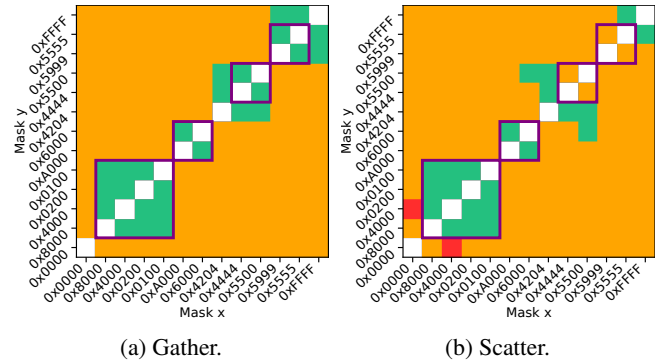 0xFFFF
0x5555
0x5999
0x5500
0x4444
0x4204
0x6000
0xA000
0x0100
0x0200
0x4000
0x8000
0x0000
Mask y
0x0000
0x8000
0x4000
0x0200
0x0100
0xA000
0x6000
0x4204
0x4444
0x5500
0x5999
0x5555
0xFFFF
Mask x
(a) Gather.
0xFFFF
0x5555
0x5999
0x5500
0x4444
0x4204
0x6000
0xA000
0x0100
0x0200
0x4000
0x8000
0x0000
Mask y
0x0000
0x8000
0x4000
0x0200
0x0100
0xA000
0x6000
0x4204
0x4444
0x5500
0x5999
0x5555
0xFFFF
Mask x
(b) Scatter.